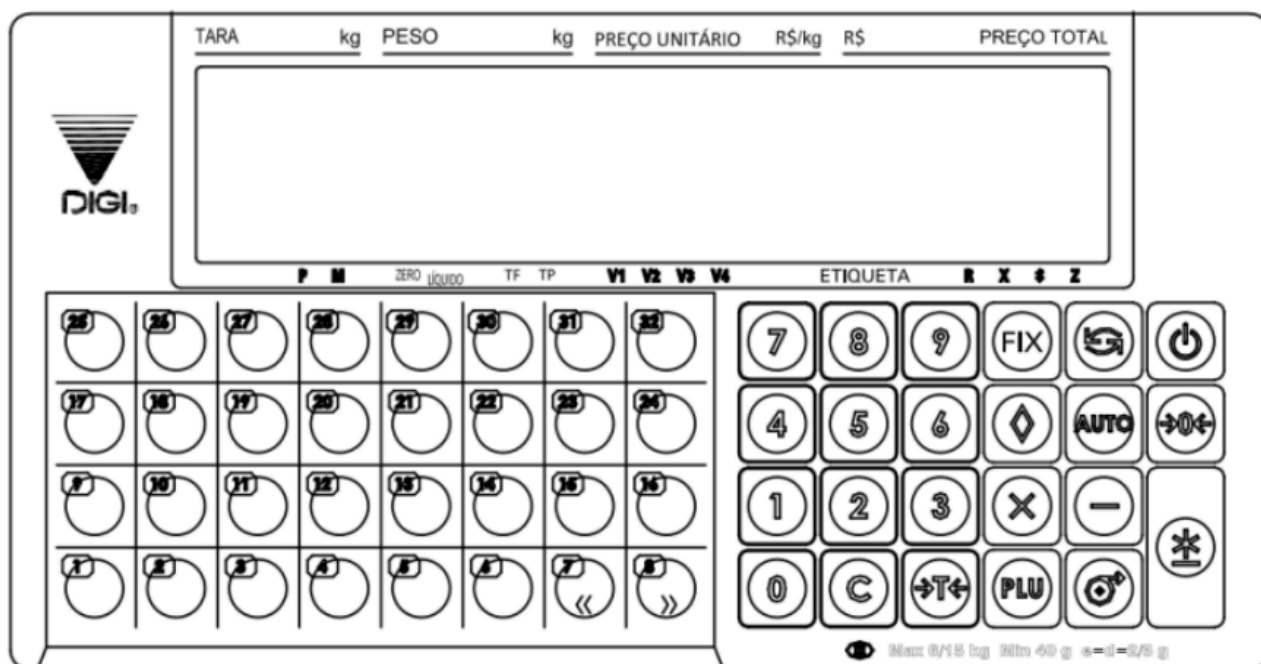 TARA kg PESO kg PREÇO UNITÁRIO R$/kg R$ PREÇO TOTAL
DIGI
P M ZERO LÍQUIDO TF TP V1 V2 V3 V4 ETIQUETA R X $ Z
25 26 27 28 29 30 31 32 7 8 9 FIX
17 18 19 20 21 22 23 24 4 5 6 AUTO →0←
9 10 11 12 13 14 15 16 1 2 3 × −
1 2 3 4 5 6 7 « 8 » 0 C →T← PLU
Max 6/15 kg Min 40 g e=d=2/5 g